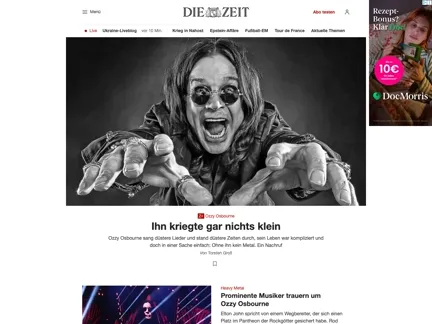 Menü
DIE ZEIT
Abo testen
Live
Ukraine-Liveblog
vor 10 Min.
Krieg in Nahost
Epstein-Affäre
Fußball-EM
Tour de France
Aktuelle Themen
Rezept-
Bonus?
Klar
10€
DocMorris
Z+ Ozzy Osbourne
Ihn kriegte gar nichts klein
Ozzy Osbourne sang düstere Lieder und stand düstere Zeiten durch, sein Leben war kompliziert und
doch in einer Sache einfach: Ohne ihn kein Metal. Ein Nachruf
Von Torsten Groß
Heavy Metal
Prominente Musiker trauern um
Ozzy Osbourne
Elton John spricht von einem Wegbereiter, der sich einen
Platz im Pantheon der Rockgötter gesichert habe. Rod